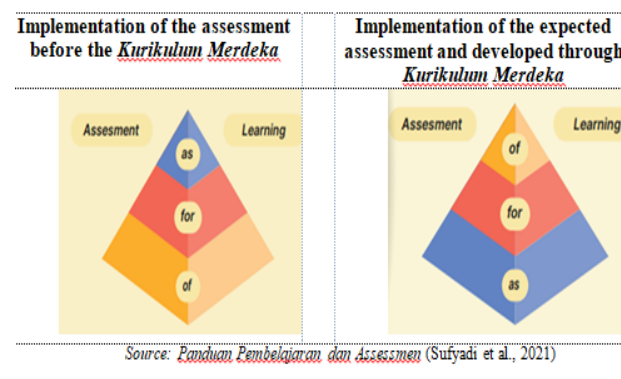 Implementation of the assessment
before the Kurikulum Merdeka
Implementation of the expected
assessment and developed through
Kurikulum Merdeka
Assesment
Learning
as
for
of
Assesment
Learning
of
for
as
Source: Panduan Pembelajaran dan Assessmen (Sufyadi et al., 2021)